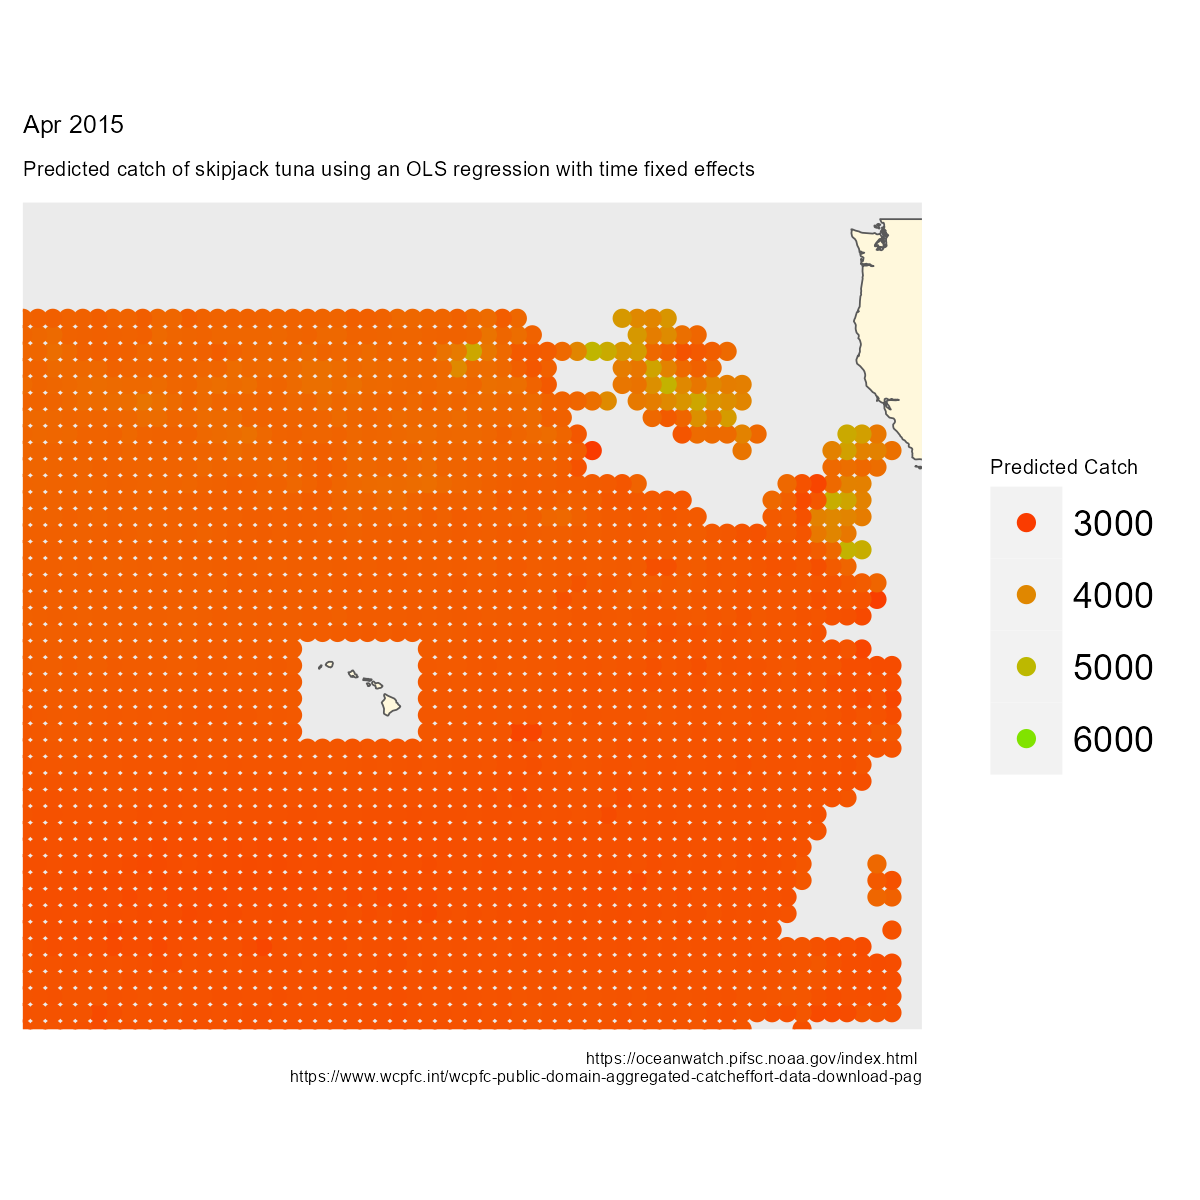 Apr 2015
Predicted catch of skipjack tuna using an OLS regression with time fixed effects
Predicted Catch
3000
4000
5000
6000
https://oceanwatch.pifsc.noaa.gov/index.html
https://www.wcpfc.int/wcpfc-public-domain-aggregated-catcheffort-data-download-pag